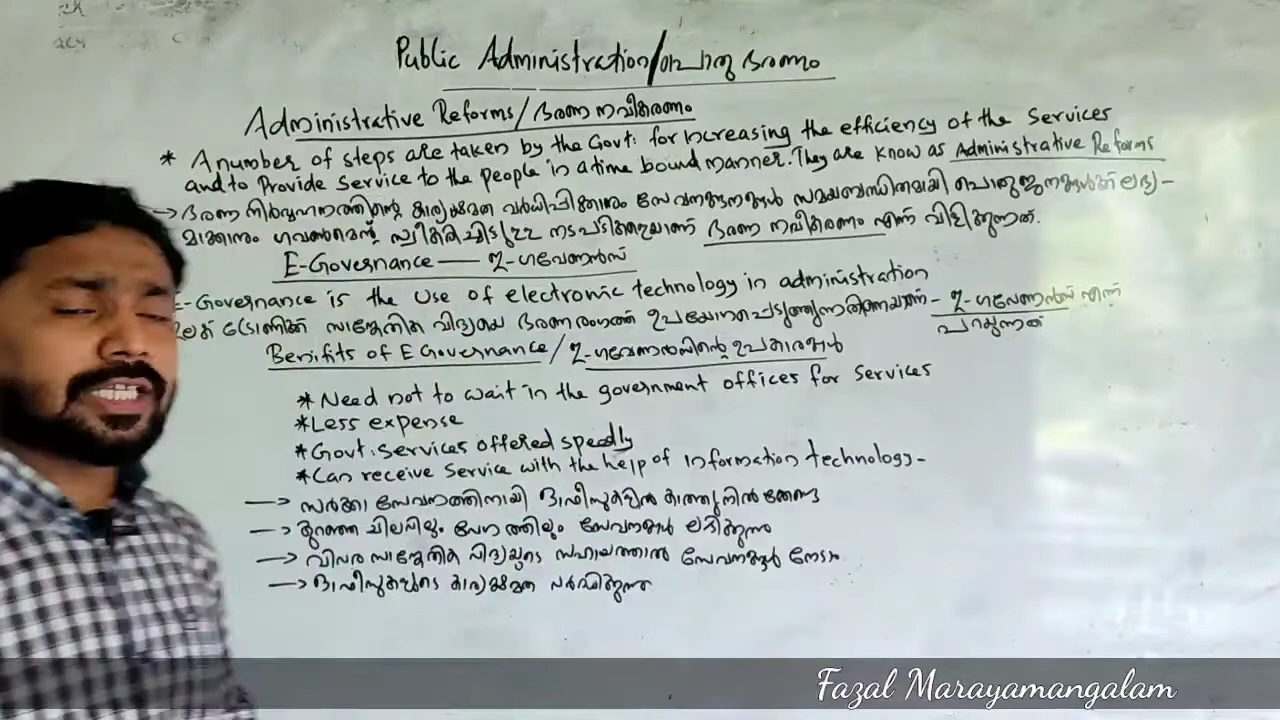 Public Administration/പൊതു ഭരണം
Administrative Reforms/ഭരണ നവീകരണം
* A number of steps are taken by the Govt: for increasing the efficiency of the Services
and to Provide Service to the people in a time bound manner. They are know as Administrative Reforms
→ ഭരണ നിർവ്വഹണത്തിന്റെ കാര്യക്ഷമത വർധിപ്പിക്കാനും സേവനങ്ങൾ സമയബന്ധിതമായി പൊതുജനങ്ങൾക്ക് ലഭ്യ-
മാക്കാനും ഗവൺമെന്റ് സ്വീകരിച്ചിട്ടുള്ള നടപടികളെയാണ് ഭരണ നവീകരണം എന്ന് വിളിക്കുന്നത്.
E-Governance — ഇ-ഗവേണൻസ്
E-Governance is the use of electronic technology in administration
ഇലക്ട്രോണിക്ക് സാങ്കേതിക വിദ്യയെ ഭരണരംഗത്ത് ഉപയോഗപ്പെടുത്തുന്നതിനെയാണ് - ഇ-ഗവേണൻസ് എന്ന്
പറയുന്നത്
Benifits of E Governance/ഇ-ഗവേണൻസിന്റെ ഉപകാരങ്ങൾ
* Need not to wait in the government offices for services
* Less expense
* Govt: services offered speedly
* Can receive service with the help of information technology-
→ സർക്കാ സേവനത്തിനായി ഓഫീസുകളിൽ കാത്തുനിൽക്കേണ്ട
→ കുറഞ്ഞ ചിലവിലും വേഗത്തിലും സേവനങ്ങൾ ലഭിക്കുന്നു
→ വിവര സാങ്കേതിക വിദ്യയുടെ സഹായത്താൽ സേവനങ്ങൾ നേടാം
→ ഓഫീസുകളുടെ കാര്യക്ഷമത വർദ്ധിക്കുന്നു
Fazal Marayamangalam